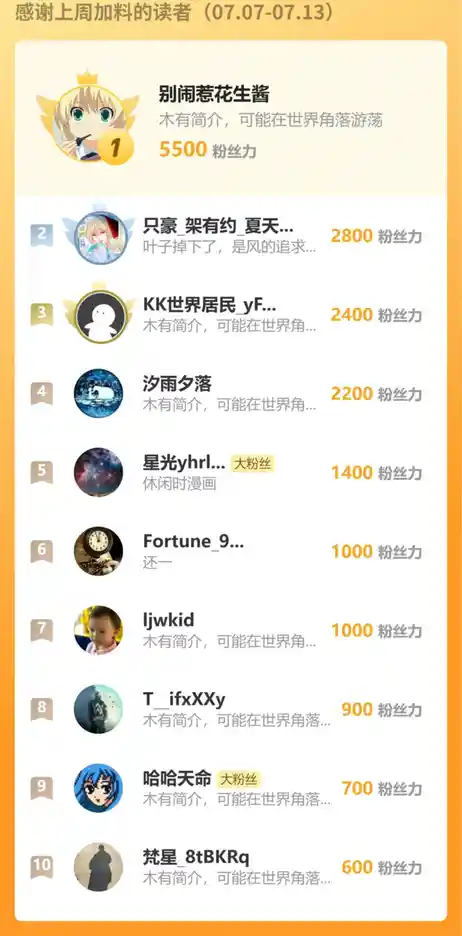 感谢上周加料的读者（07.07-07.13）
别闹惹花生酱
木有简介，可能在世界角落游荡
1
5500 粉丝力
2
只豪_架有约_夏天...
叶子掉下了，是风的追求...
2800 粉丝力
3
KK世界居民_yF...
木有简介，可能在世界角...
2400 粉丝力
4
汐雨夕落
木有简介，可能在世界角...
2200 粉丝力
5
星光yhrl... 大粉丝
休闲时漫画
1400 粉丝力
6
Fortune_9...
还一
1000 粉丝力
7
ljwkid
木有简介，可能在世界角...
1000 粉丝力
8
T__ifxXXy
木有简介，可能在世界角落...
900 粉丝力
9
哈哈天命 大粉丝
木有简介，可能在世界角落...
700 粉丝力
10
梵星_8tBKRq
木有简介，可能在世界角落...
600 粉丝力